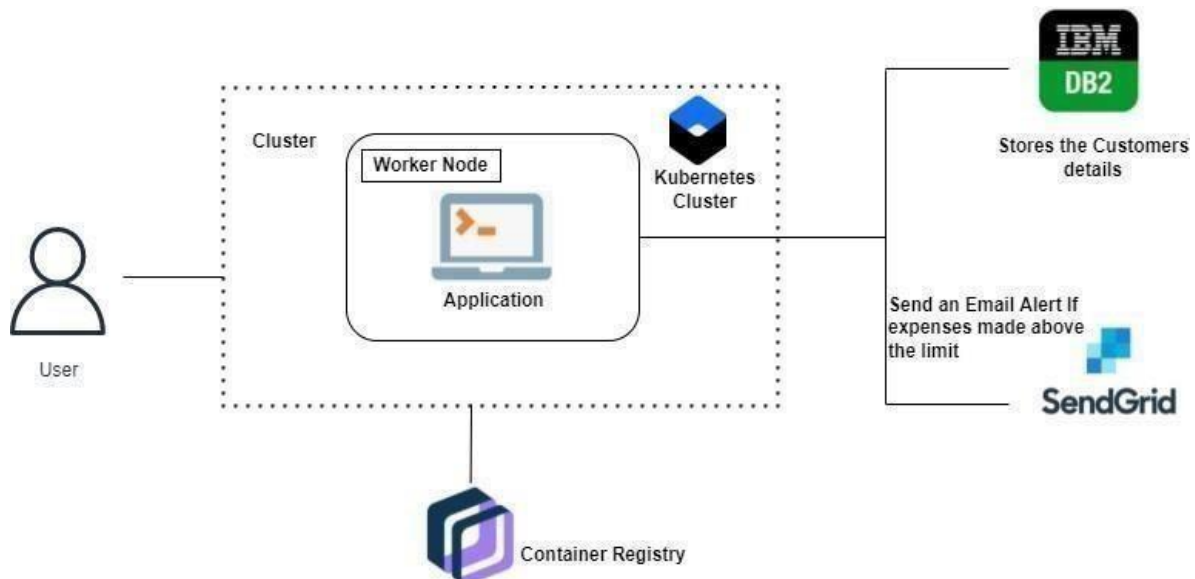 IBM
DB2
Stores the Customers
details
Cluster
Worker Node
Kubernetes
Cluster
Application
User
Send an Email Alert If
expenses made above
the limit
SendGrid
Container Registry